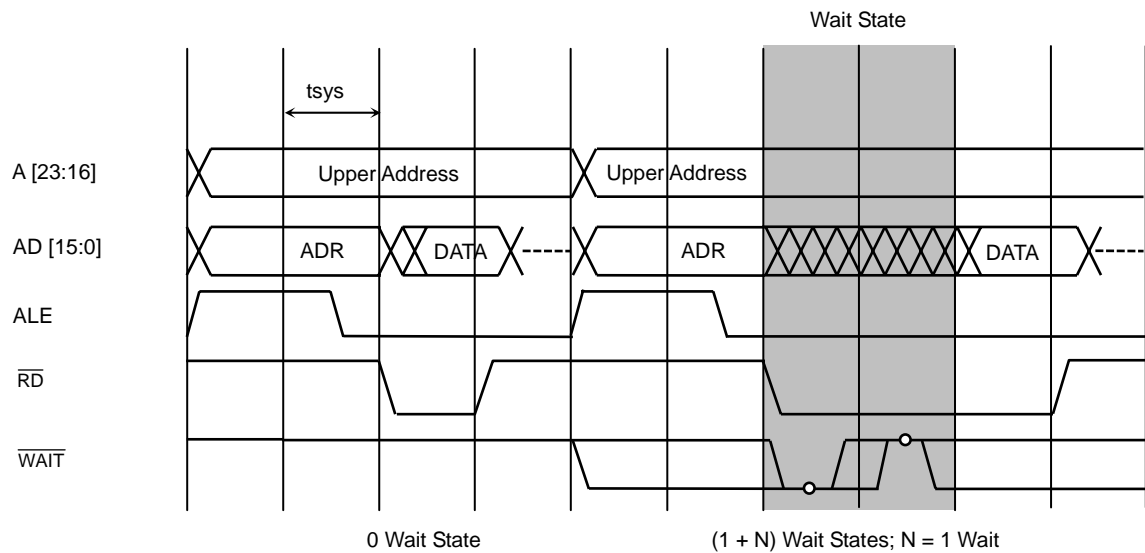 Wait State
tsys
A [23:16]
Upper Address
Upper Address
AD [15:0]
ADR
DATA
ADR
DATA
ALE
RD
WAIT
0 Wait State
(1 + N) Wait States; N = 1 Wait